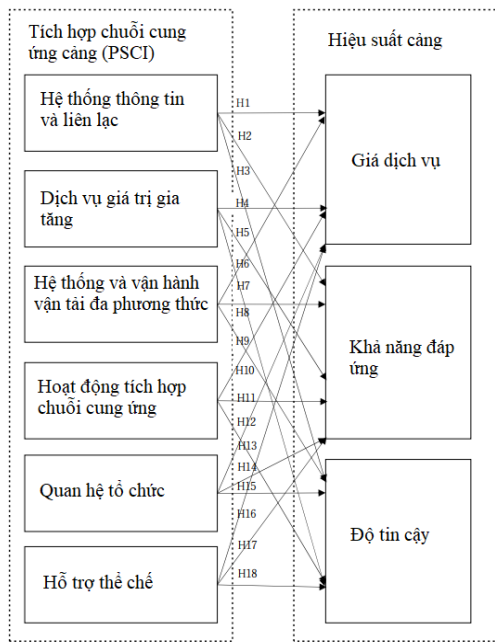 Tích hợp chuỗi cung
ứng cảng (PSCI)
Hệ thống thông tin
và liên lạc
Dịch vụ giá trị gia
tăng
Hệ thống và vận hành
vận tải đa phương thức
Hoạt động tích hợp
chuỗi cung ứng
Quan hệ tổ chức
Hỗ trợ thể chế
H1
H2
H3
H4
H5
H6
H7
H8
H9
H10
H11
H12
H13
H14
H15
H16
H17
H18
Hiệu suất cảng
Giá dịch vụ
Khả năng đáp
ứng
Độ tin cậy